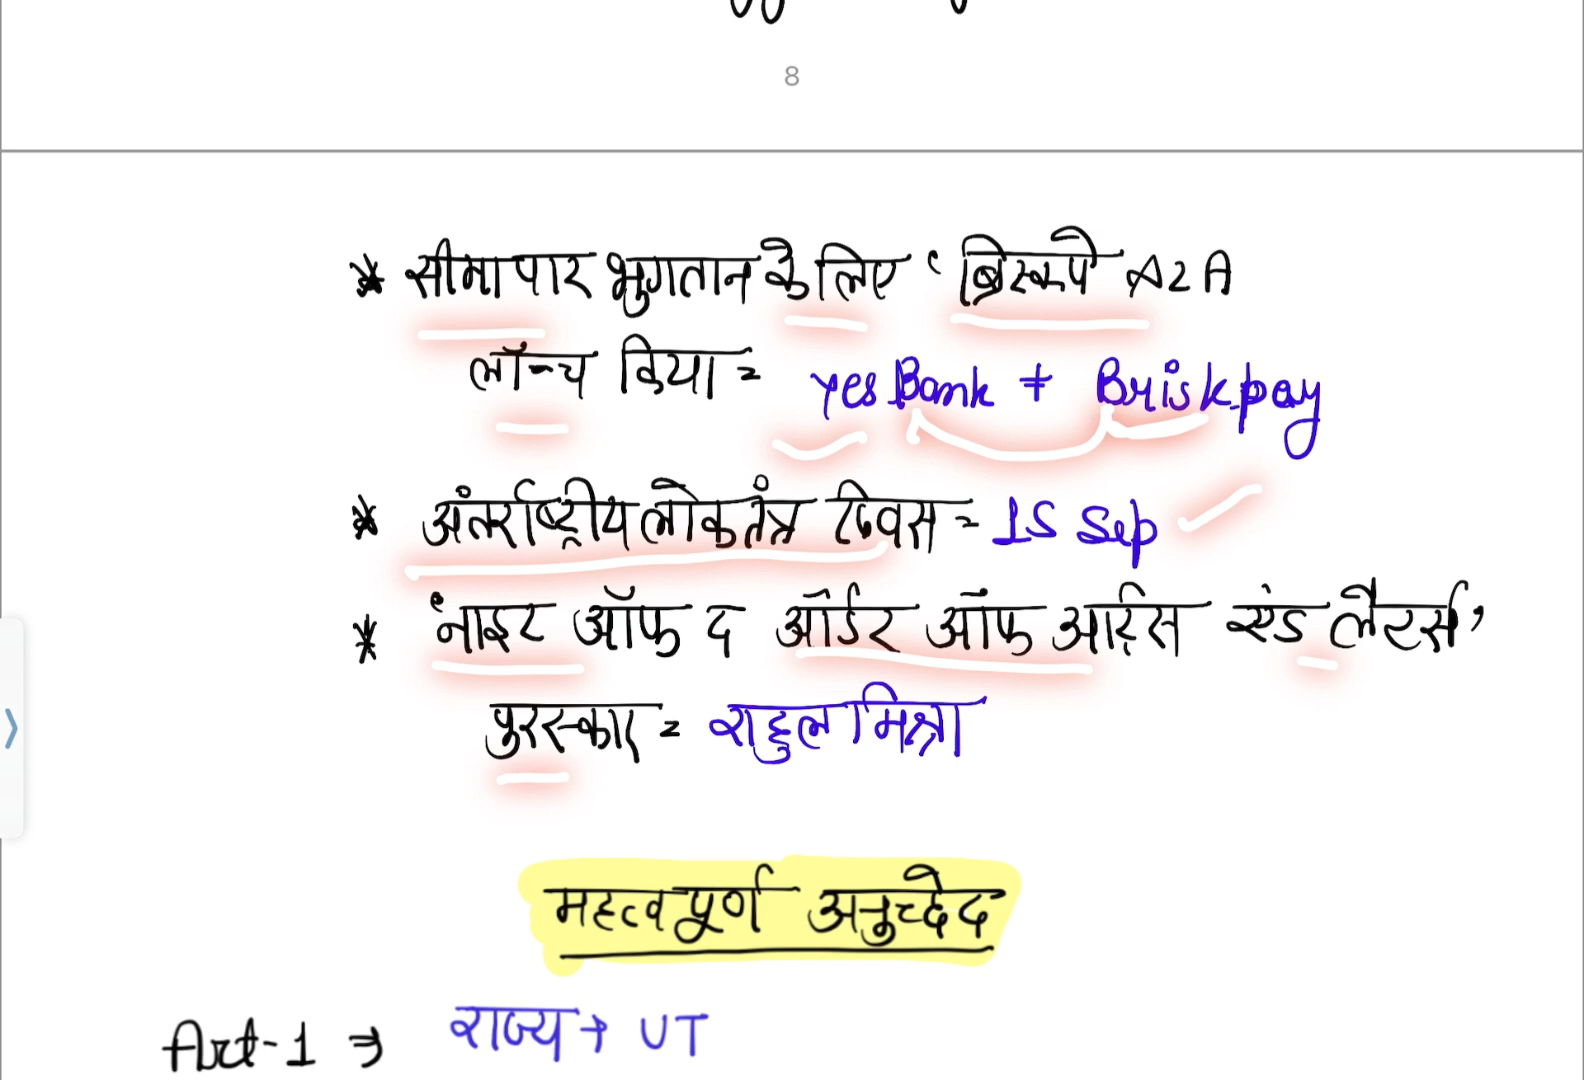 8
* सीमा पार भुगतान के लिए ' ब्रिस्कपे A2A
लॉन्च किया = Yes Bank + Briskpay
* अंतर्राष्ट्रीय लोकतंत्र दिवस = 15 Sep
* 'नाइट ऑफ द ऑर्डर ऑफ आर्ट्स एंड लैटर्स'
पुरस्कार = राहुल मिश्रा
महत्वपूर्ण अनुच्छेद
Art-1 ⇒ राज्य + UT